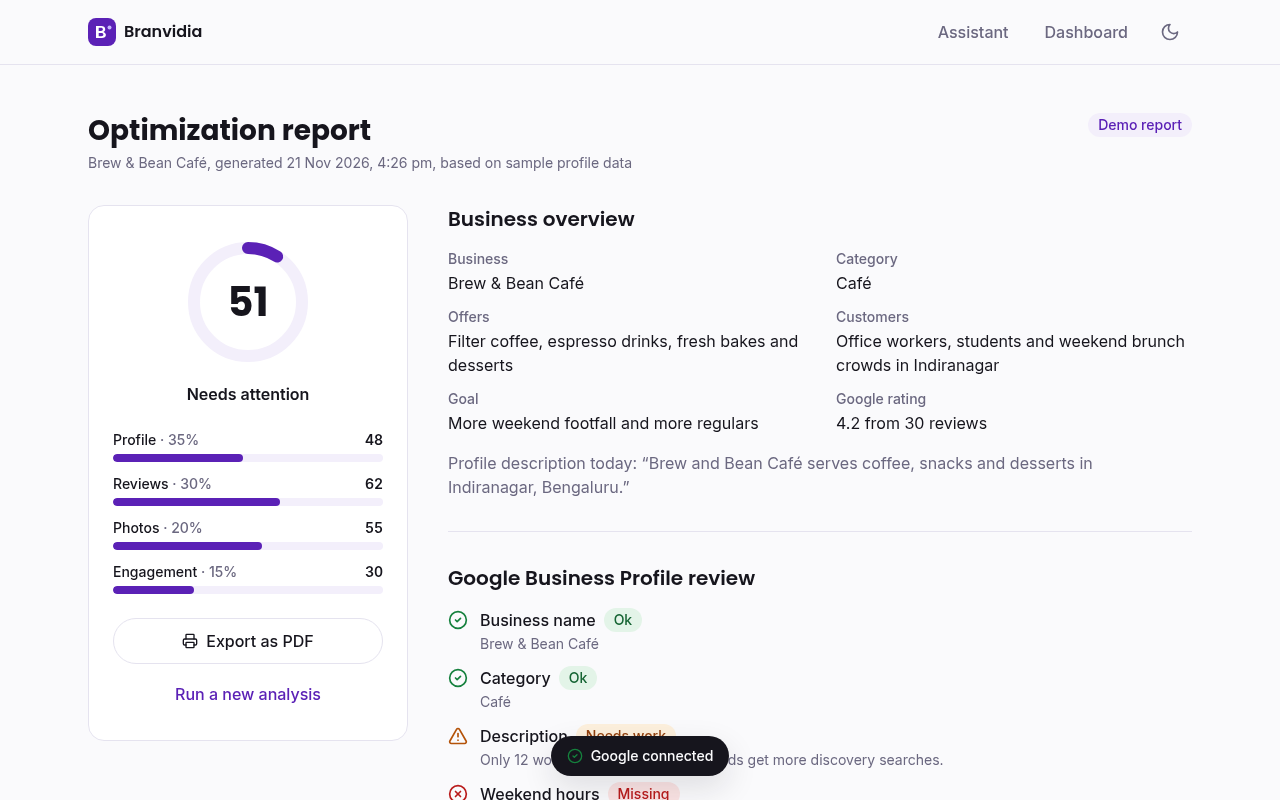 B
Branvidia
Assistant
Dashboard
Optimization report
Demo report
Brew & Bean Café, generated 21 Nov 2026, 4:26 pm, based on sample profile data
51
Needs attention
Profile · 35% 48
Reviews · 30% 62
Photos · 20% 55
Engagement · 15% 30
Export as PDF
Run a new analysis
Business overview
Business
Brew & Bean Café
Category
Café
Offers
Filter coffee, espresso drinks, fresh bakes and
desserts
Customers
Office workers, students and weekend brunch
crowds in Indiranagar
Goal
More weekend footfall and more regulars
Google rating
4.2 from 30 reviews
Profile description today: “Brew and Bean Café serves coffee, snacks and desserts in
Indiranagar, Bengaluru.”
Google Business Profile review
Business name Ok
Brew & Bean Café
Category Ok
Café
Description Needs work
Only 12 get more discovery searches.
Google connected
Weekend hours Missing